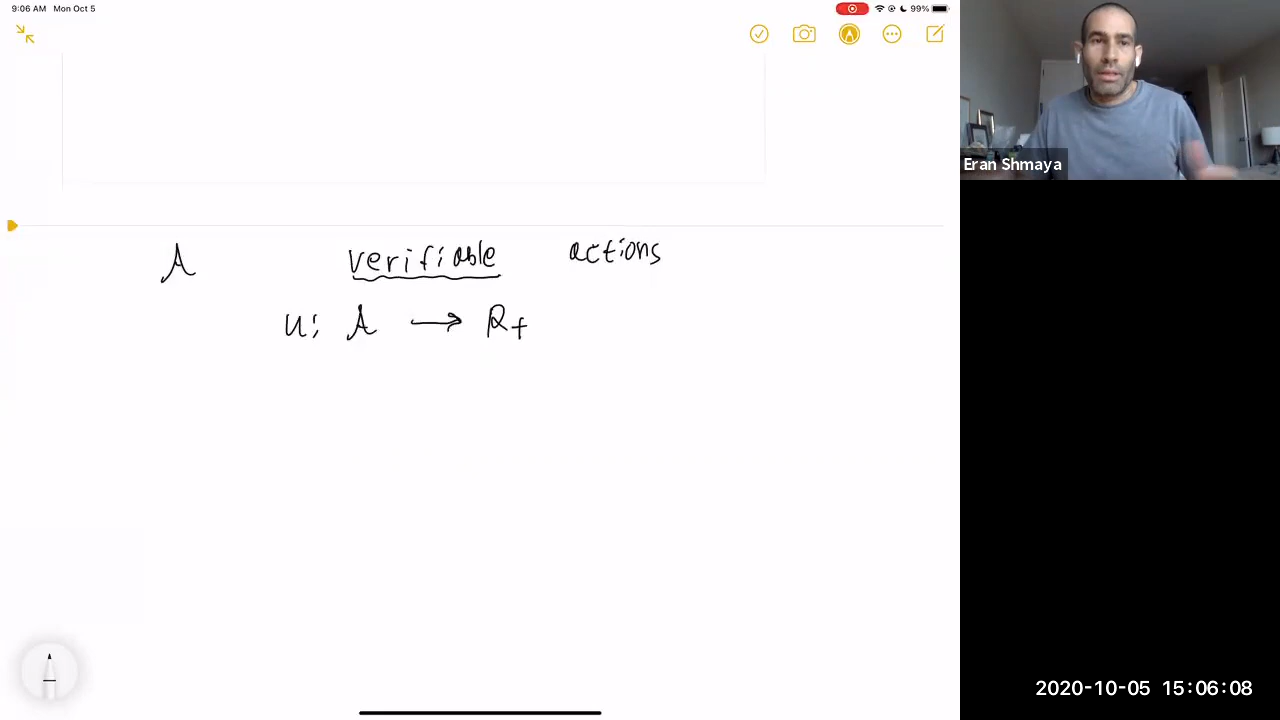 9:06 AM Mon Oct 5
99%
A verifiable actions
u: A → R+
Eran Shmaya
2020-10-05 15:06:08